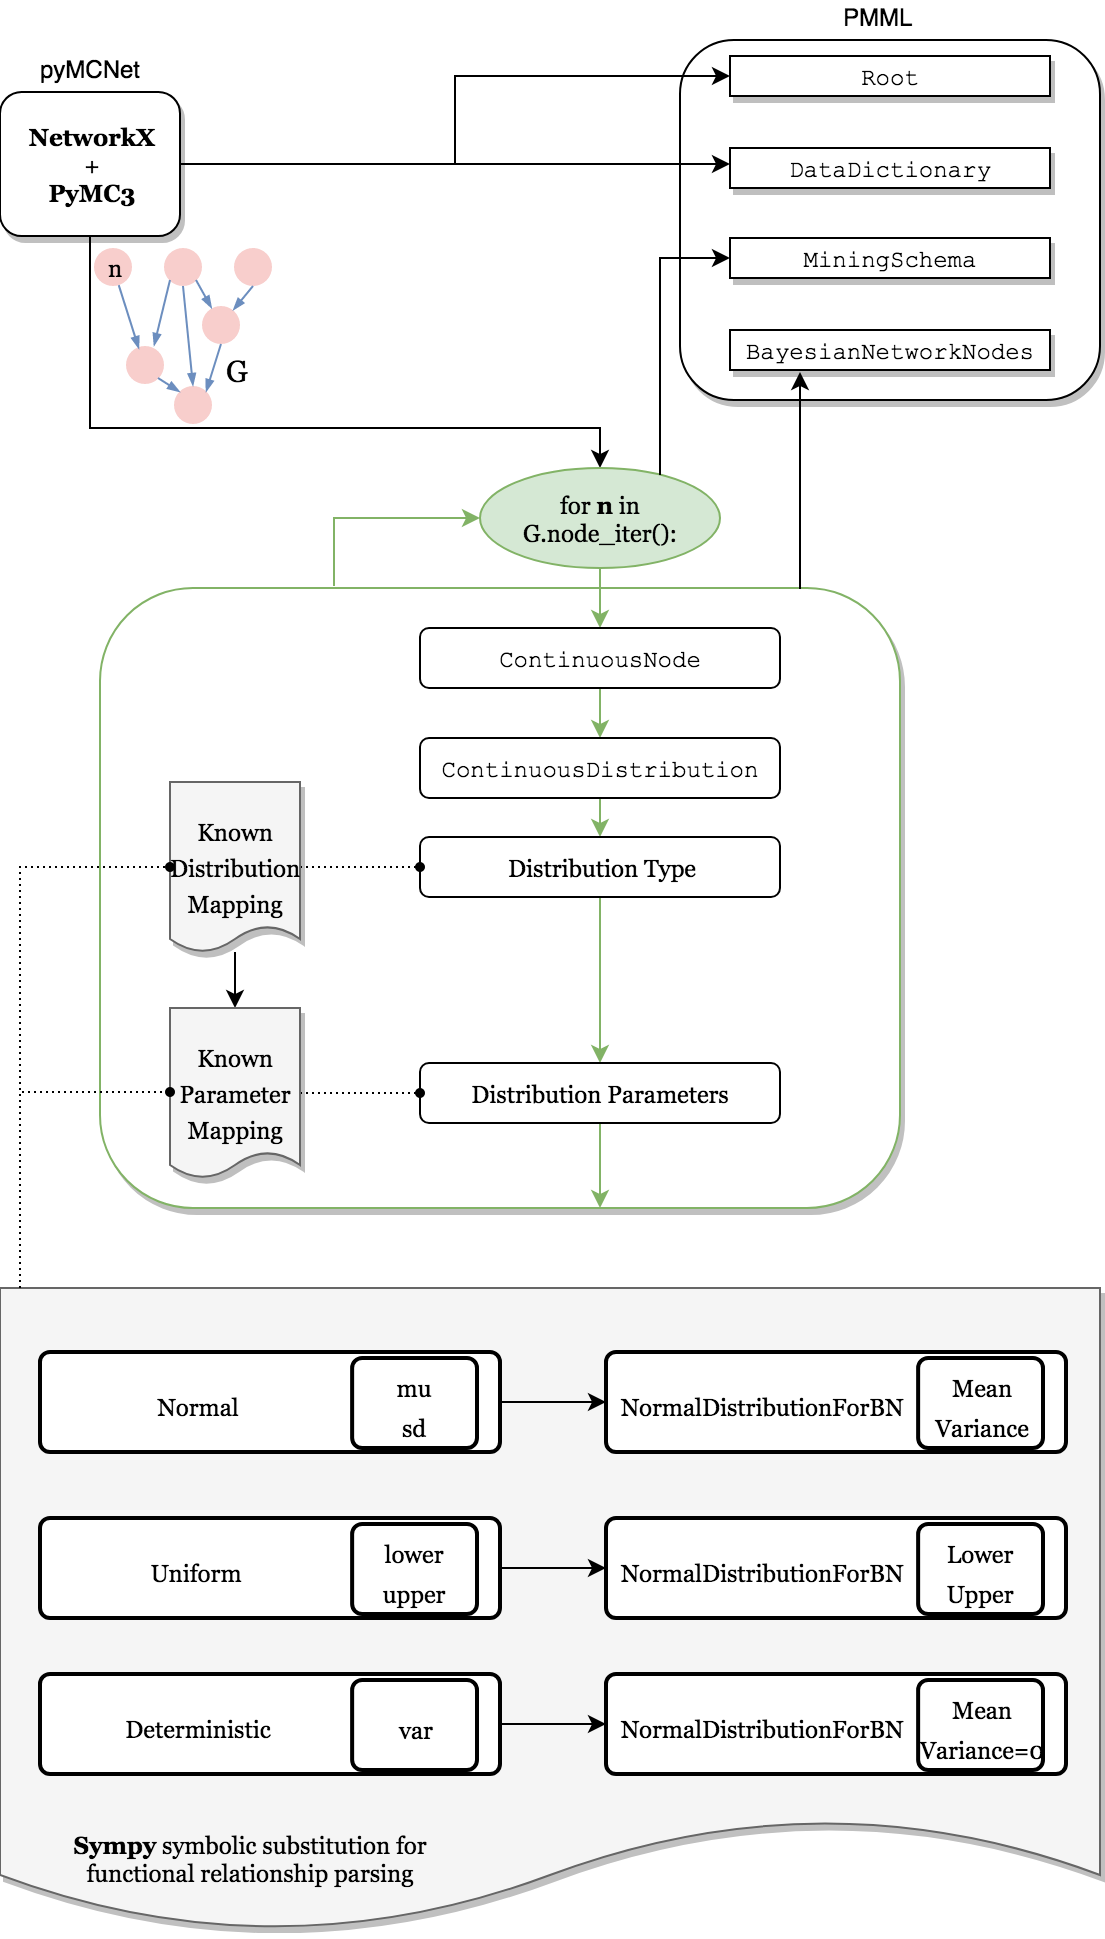 PMML
pyMCNet
Root
NetworkX
+
PyMC3
DataDictionary
MiningSchema
n
BayesianNetworkNodes
G
for n in
G.node_iter():
ContinuousNode
ContinuousDistribution
Known
Distribution
Mapping
Distribution Type
Known
Parameter
Mapping
Distribution Parameters
Normal
mu
sd
NormalDistributionForBN
Mean
Variance
Uniform
lower
upper
NormalDistributionForBN
Lower
Upper
Deterministic
var
NormalDistributionForBN
Mean
Variance=0
Sympy symbolic substitution for
functional relationship parsing